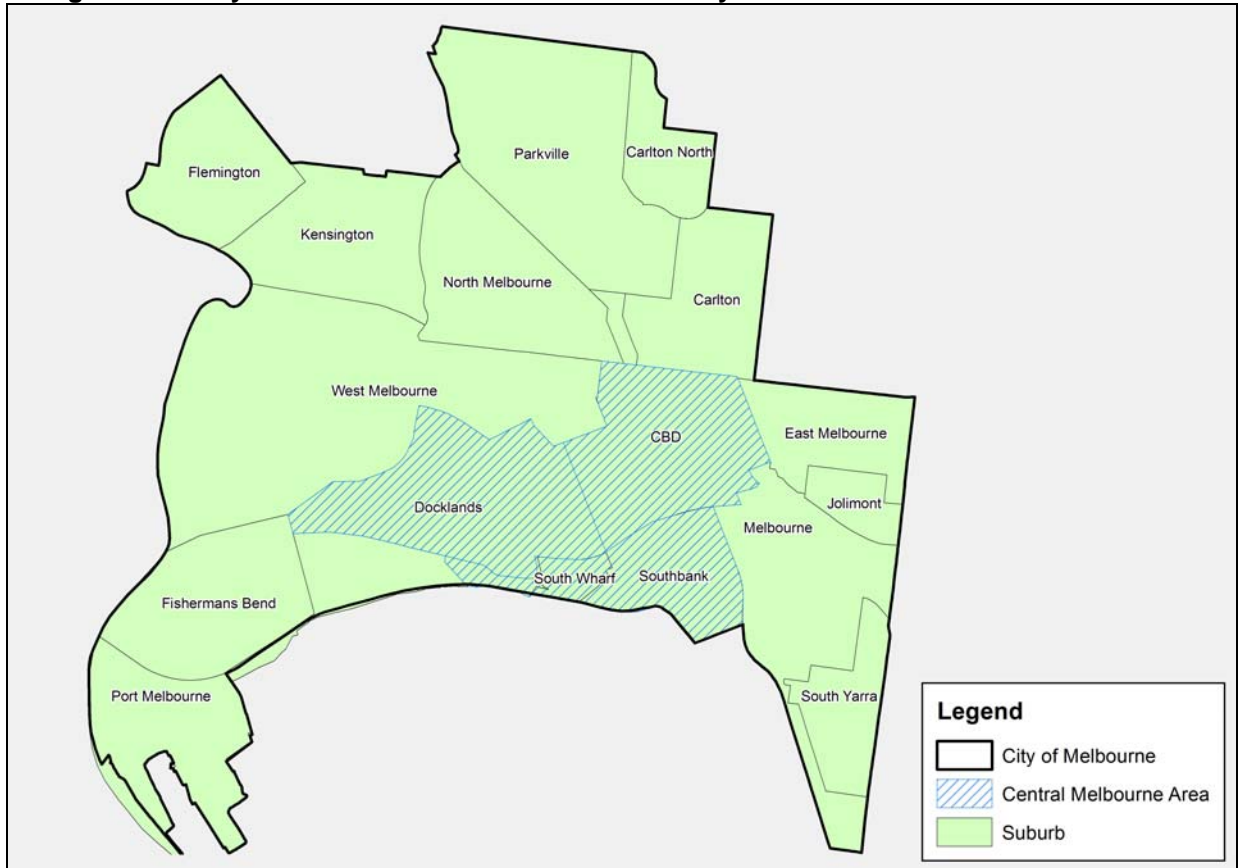 Parkville
Carlton North
Flemington
Kensington
North Melbourne
Carlton
West Melbourne
CBD
East Melbourne
Jolimont
Docklands
Melbourne
South Wharf
Southbank
Fishermans Bend
Port Melbourne
South Yarra
Legend
City of Melbourne
Central Melbourne Area
Suburb